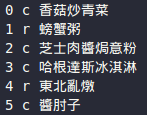 0 c 香菇炒青菜
1 r 螃蟹粥
2 c 芝士肉醬焗意粉
3 c 哈根達斯冰淇淋
4 r 東北亂燉
5 c 醬肘子